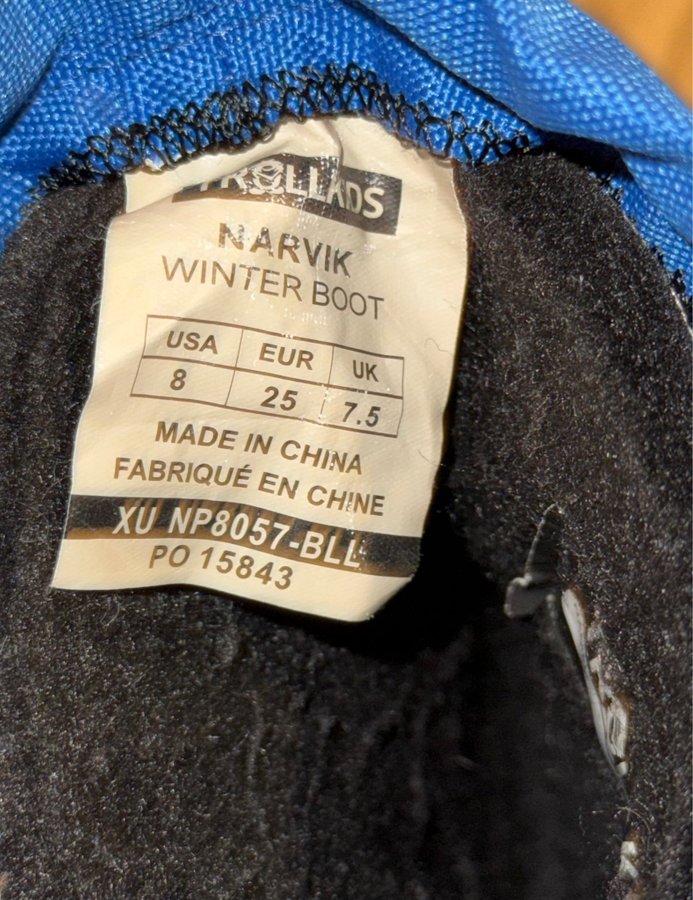 TROLLKIDS
NARVIK
WINTER BOOT
USA EUR UK
8 25 7.5
MADE IN CHINA
FABRIQUÉ EN CHINE
XU NP8057-BLL
PO 15843